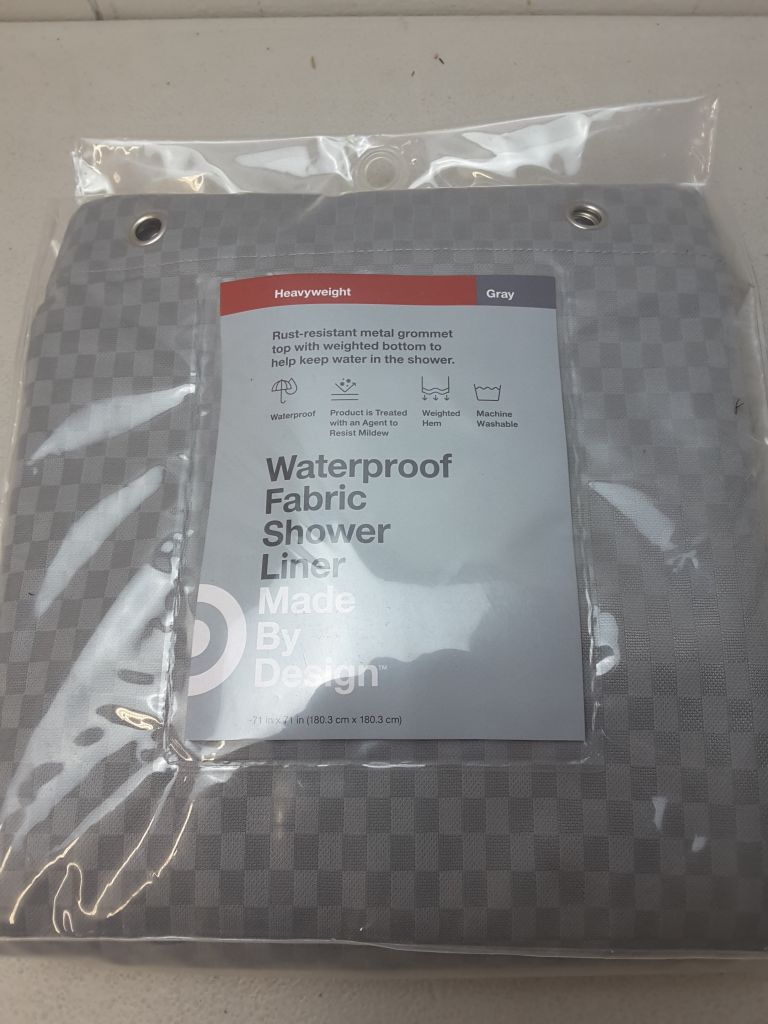 Heavyweight Gray
Rust-resistant metal grommet
top with weighted bottom to
help keep water in the shower.
Waterproof
Product is Treated
with an Agent to
Resist Mildew
Weighted
Hem
Machine
Washable
Waterproof
Fabric
Shower
Liner
Made
By
Design™
71 in x 71 in (180.3 cm x 180.3 cm)